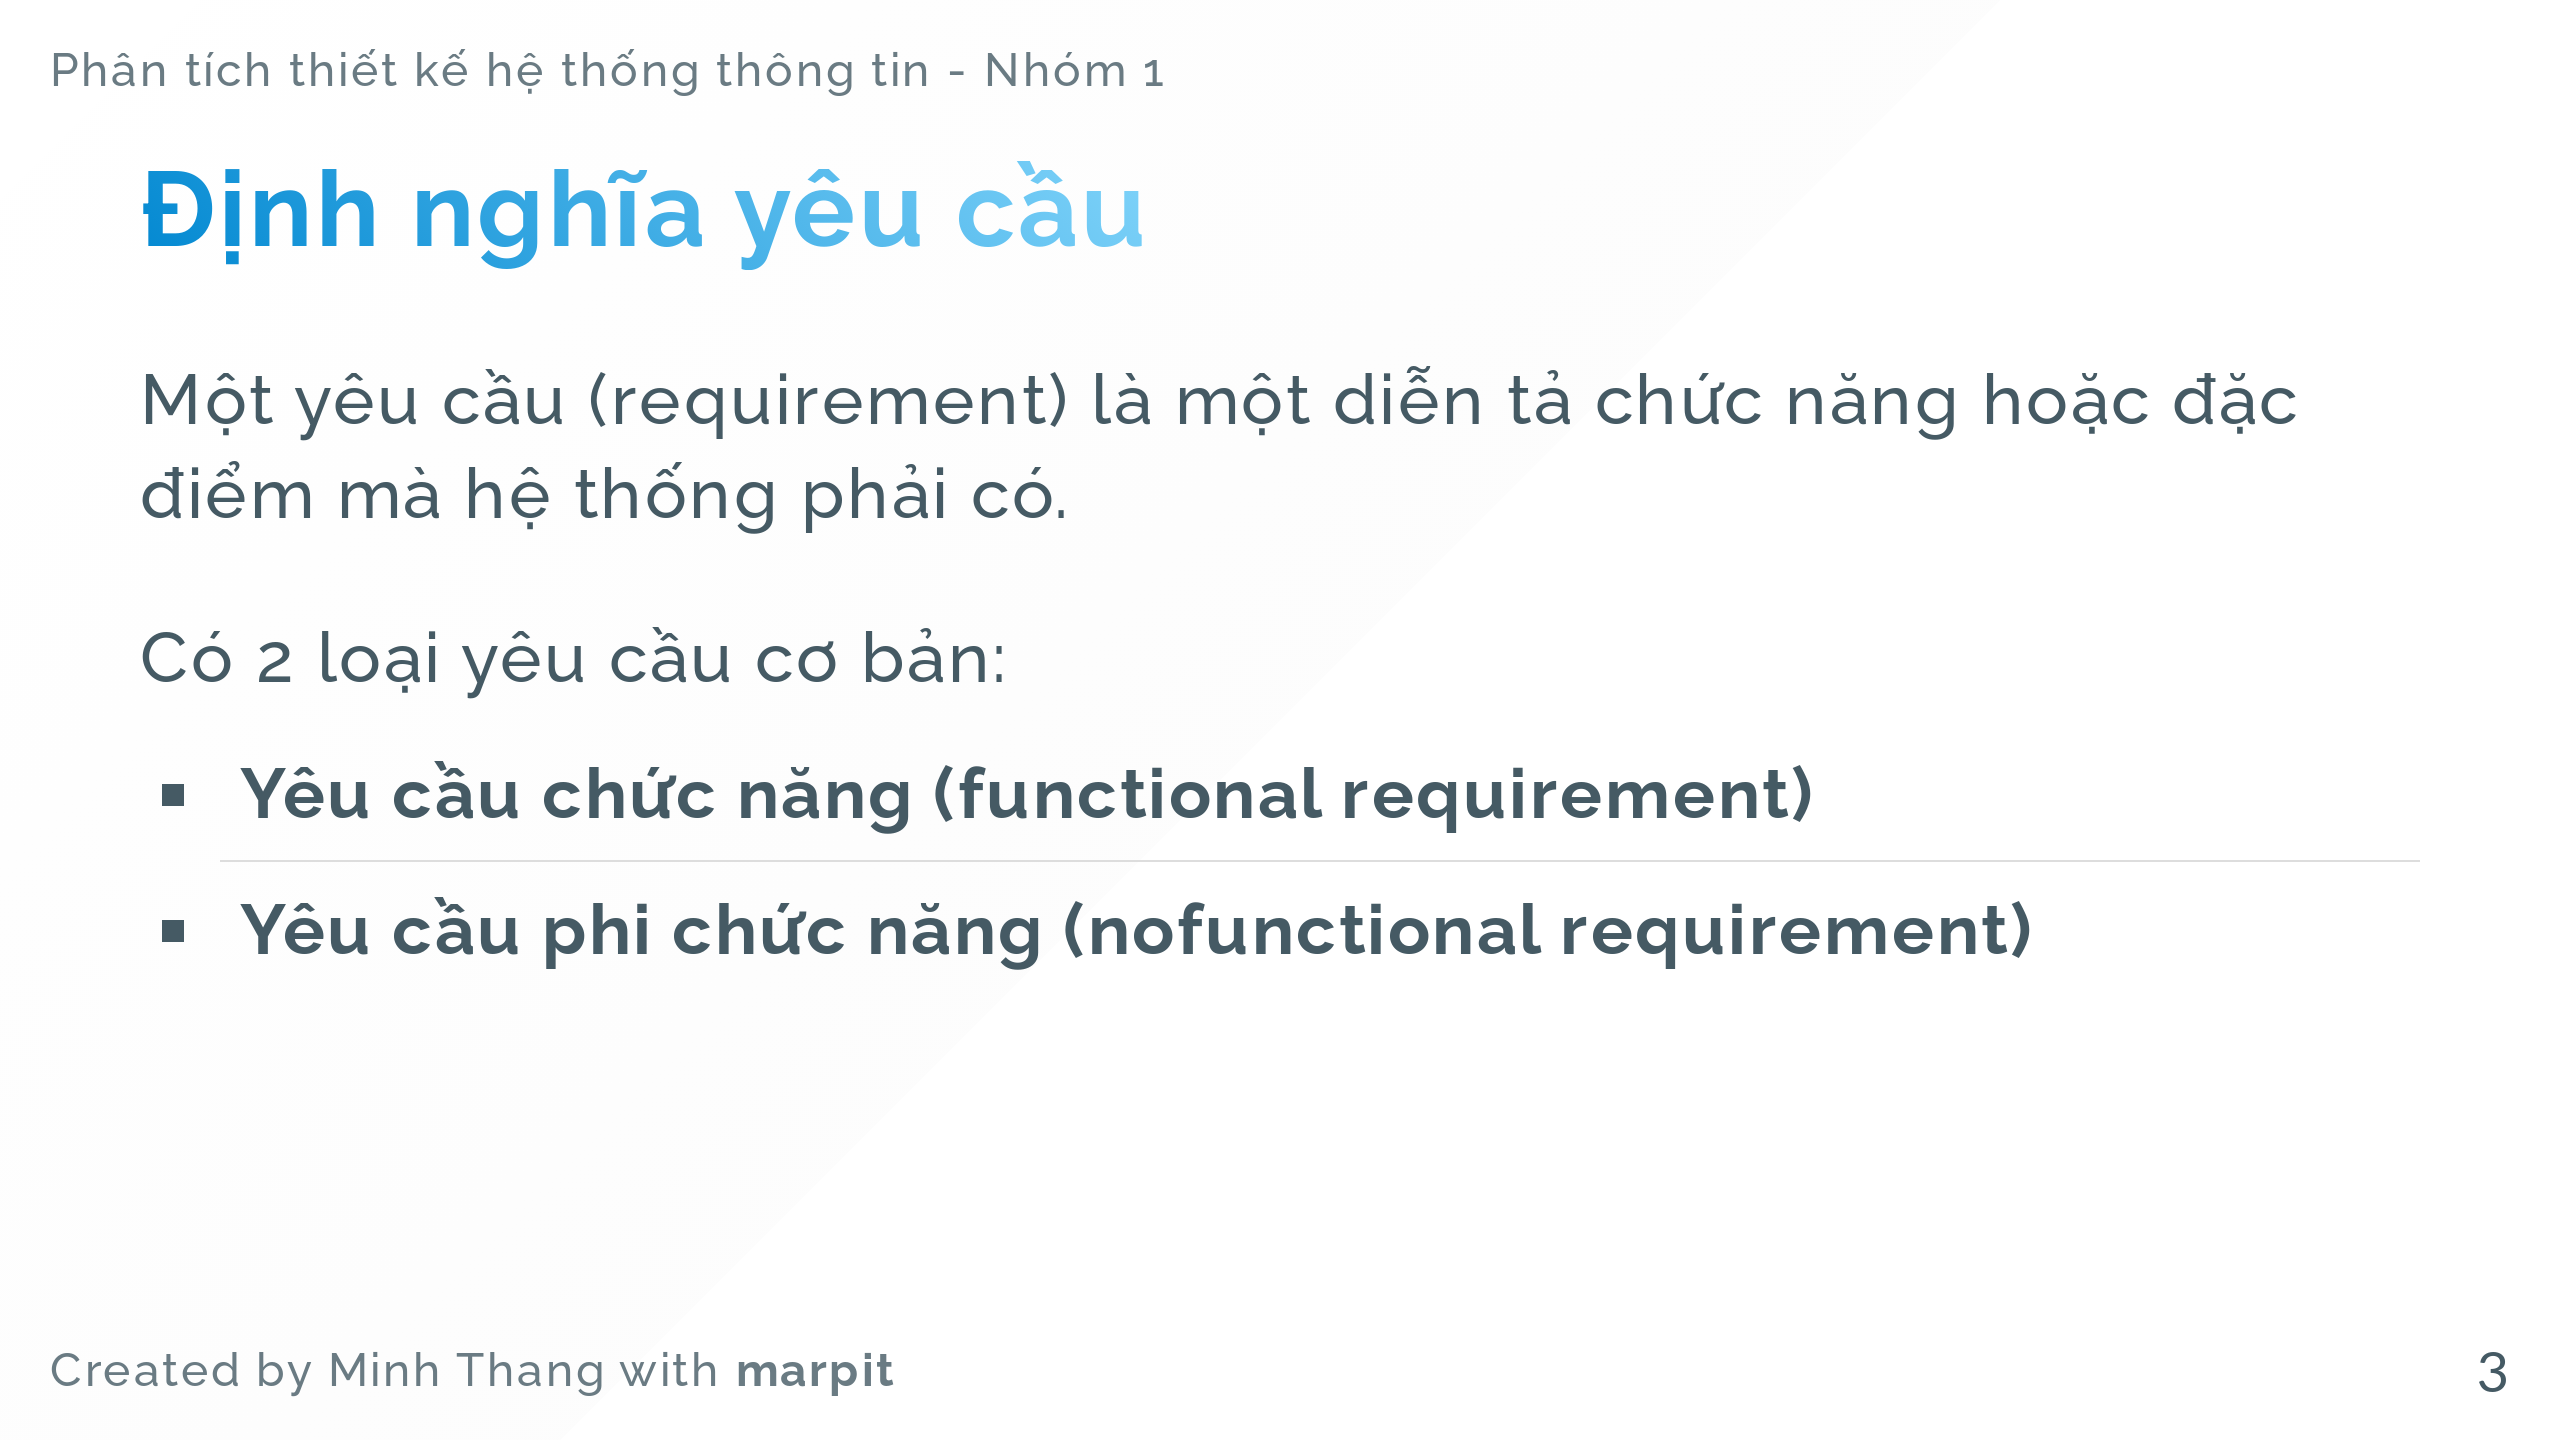 Phân tích thiết kế hệ thống thông tin - Nhóm 1
Định nghĩa yêu cầu
Một yêu cầu (requirement) là một diễn tả chức năng hoặc đặc
điểm mà hệ thống phải có.
Có 2 loại yêu cầu cơ bản:
▪ Yêu cầu chức năng (functional requirement)
▪ Yêu cầu phi chức năng (nofunctional requirement)
Created by Minh Thang with marpit
3